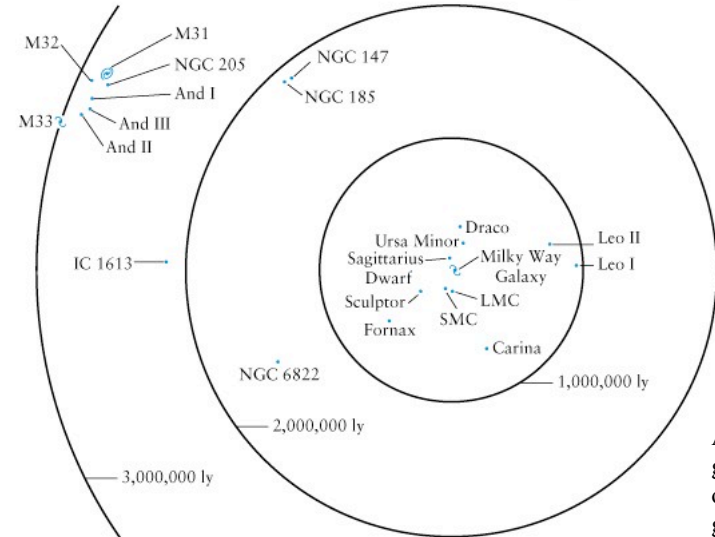 M32
M31
NGC 205
And I
M33
And III
And II
NGC 147
NGC 185
IC 1613
Draco
Ursa Minor
Sagittarius
Dwarf
Milky Way
Galaxy
Leo II
Leo I
Sculptor
LMC
SMC
Fornax
Carina
NGC 6822
1,000,000 ly
2,000,000 ly
3,000,000 ly